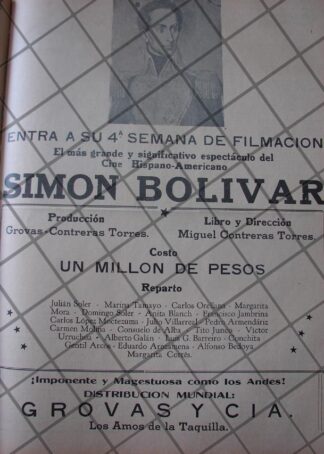 ENTRA A SU 4ª SEMANA DE FILMACION
El más grande y significativo espectáculo del
Cine Hispano-Americano
SIMON BOLIVAR
Producción
Grovas-Contreras Torres.
Libro y Dirección
Miguel Contreras Torres.
Costo
UN MILLON DE PESOS
Reparto
Julián Soler - Marina Tamayo - Carlos Orellana - Margarita
Mora - Domingo Soler - Anita Blanch - Francisco Jambrina
Carlos López Moctezuma - Julio Villarreal - Pedro Armendáriz
Carmen Molina - Consuelo de Alba - Tito Junco - Victor
Urruchúa - Alberto Galán - Luis G. Barreiro - Conchita
Gentil Arcos - Eduardo Arozamena - Alfonso Bedoya
Margarita Cortés.
¡Imponente y Magestuosa como los Andes!
DISTRIBUCION MUNDIAL:
GROVAS Y CIA.
Los Amos de la Taquilla.